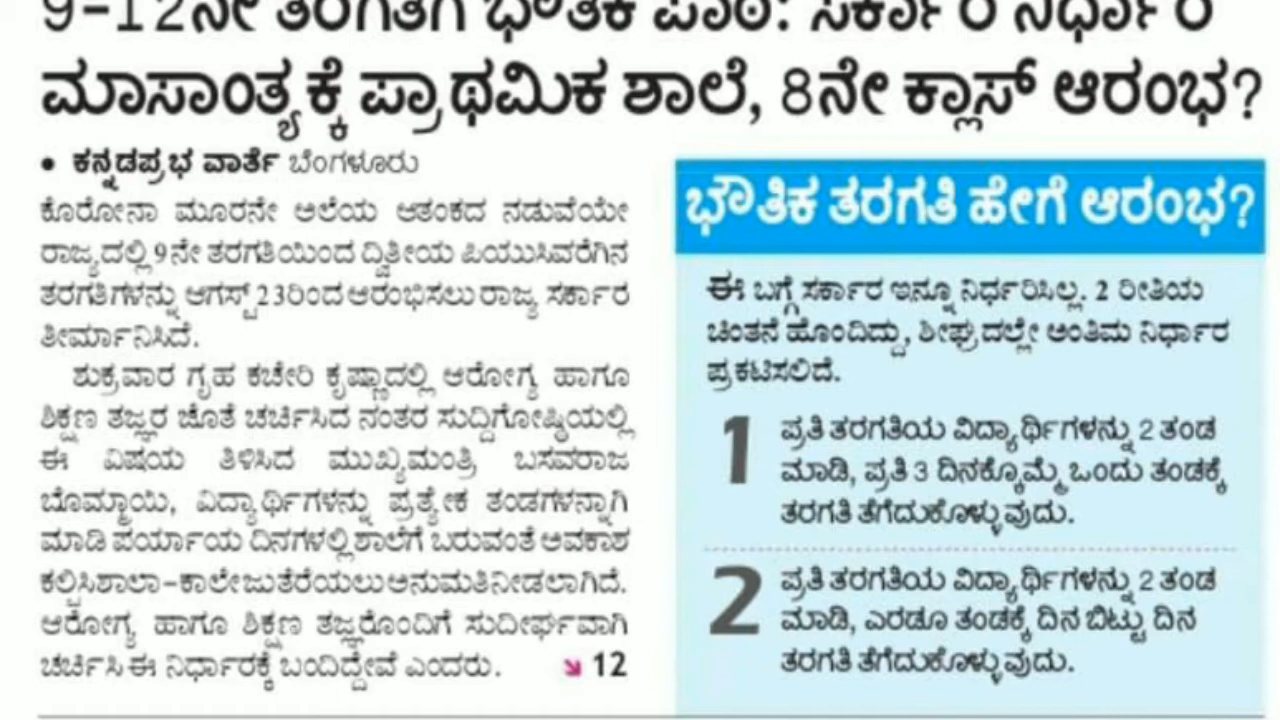 9-12ನೇ ತರಗತಿಗೆ ಭೌತಿಕ ಪಾಠ: ಸರ್ಕಾರ ನಿರ್ಧಾರ
ಮಾಸಾಂತ್ಯಕ್ಕೆ ಪ್ರಾಥಮಿಕ ಶಾಲೆ, 8ನೇ ಕ್ಲಾಸ್ ಆರಂಭ?
• ಕನ್ನಡಪ್ರಭ ವಾರ್ತೆ ಬೆಂಗಳೂರು
ಕೊರೋನಾ ಮೂರನೇ ಅಲೆಯ ಆತಂಕದ ನಡುವೆಯೇ
ರಾಜ್ಯದಲ್ಲಿ 9ನೇ ತರಗತಿಯಿಂದ ದ್ವಿತೀಯ ಪಿಯುಸಿವರೆಗಿನ
ತರಗತಿಗಳನ್ನು ಆಗಸ್ಟ್ 23ರಿಂದ ಆರಂಭಿಸಲು ರಾಜ್ಯ ಸರ್ಕಾರ
ತೀರ್ಮಾನಿಸಿದೆ.
ಶುಕ್ರವಾರ ಗೃಹ ಕಚೇರಿ ಕೃಷ್ಣಾದಲ್ಲಿ ಆರೋಗ್ಯ ಹಾಗೂ
ಶಿಕ್ಷಣ ತಜ್ಞರ ಜೊತೆ ಚರ್ಚಿಸಿದ ನಂತರ ಸುದ್ದಿಗೋಷ್ಠಿಯಲ್ಲಿ
ಈ ವಿಷಯ ತಿಳಿಸಿದ ಮುಖ್ಯಮಂತ್ರಿ ಬಸವರಾಜ
ಬೊಮ್ಮಾಯಿ, ವಿದ್ಯಾರ್ಥಿಗಳನ್ನು ಪ್ರತ್ಯೇಕ ತಂಡಗಳನ್ನಾಗಿ
ಮಾಡಿ ಪರ್ಯಾಯ ದಿನಗಳಲ್ಲಿ ಶಾಲೆಗೆ ಬರುವಂತೆ ಅವಕಾಶ
ಕಲ್ಪಿಸಿ ಶಾಲಾ-ಕಾಲೇಜು ತೆರೆಯಲು ಅನುಮತಿ ನೀಡಲಾಗಿದೆ.
ಆರೋಗ್ಯ ಹಾಗೂ ಶಿಕ್ಷಣ ತಜ್ಞರೊಂದಿಗೆ ಸುದೀರ್ಘವಾಗಿ
ಚರ್ಚಿಸಿ ಈ ನಿರ್ಧಾರಕ್ಕೆ ಬಂದಿದ್ದೇವೆ ಎಂದರು. ↘ 12
ಭೌತಿಕ ತರಗತಿ ಹೇಗೆ ಆರಂಭ?
ಈ ಬಗ್ಗೆ ಸರ್ಕಾರ ಇನ್ನೂ ನಿರ್ಧರಿಸಿಲ್ಲ. 2 ರೀತಿಯ
ಚಿಂತನೆ ಹೊಂದಿದ್ದು, ಶೀಘ್ರದಲ್ಲೇ ಅಂತಿಮ ನಿರ್ಧಾರ
ಪ್ರಕಟಿಸಲಿದೆ.
1 ಪ್ರತಿ ತರಗತಿಯ ವಿದ್ಯಾರ್ಥಿಗಳನ್ನು 2 ತಂಡ
ಮಾಡಿ, ಪ್ರತಿ 3 ದಿನಕ್ಕೊಮ್ಮೆ ಒಂದು ತಂಡಕ್ಕೆ
ತರಗತಿ ತೆಗೆದುಕೊಳ್ಳುವುದು.
2 ಪ್ರತಿ ತರಗತಿಯ ವಿದ್ಯಾರ್ಥಿಗಳನ್ನು 2 ತಂಡ
ಮಾಡಿ, ಎರಡೂ ತಂಡಕ್ಕೆ ದಿನ ಬಿಟ್ಟು ದಿನ
ತರಗತಿ ತೆಗೆದುಕೊಳ್ಳುವುದು.